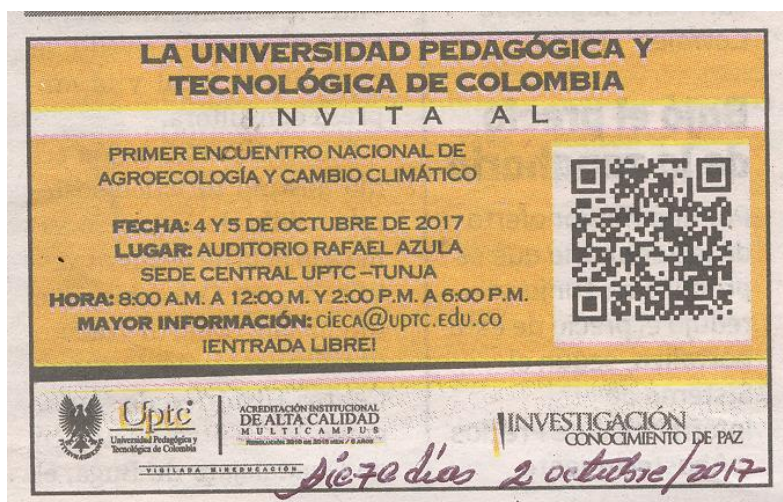 LA UNIVERSIDAD PEDAGÓGICA Y
TECNOLÓGICA DE COLOMBIA
INVITA AL
PRIMER ENCUENTRO NACIONAL DE
AGROECOLOGÍA Y CAMBIO CLIMÁTICO
FECHA: 4 Y 5 DE OCTUBRE DE 2017
LUGAR: AUDITORIO RAFAEL AZULA
SEDE CENTRAL UPTC –TUNJA
HORA: 8:00 A.M. A 12:00 M. Y 2:00 P.M. A 6:00 P.M.
MAYOR INFORMACIÓN: cieca@uptc.edu.co
¡ENTRADA LIBRE!
Uptc
Universidad Pedagógica y
Tecnológica de Colombia
VIGILADA MINEDUCACIÓN
ACREDITACIÓN INSTITUCIONAL
DE ALTA CALIDAD
MULTICAMPUS
INVESTIGACIÓN
CONOCIMIENTO DE PAZ
2 octubre/2017